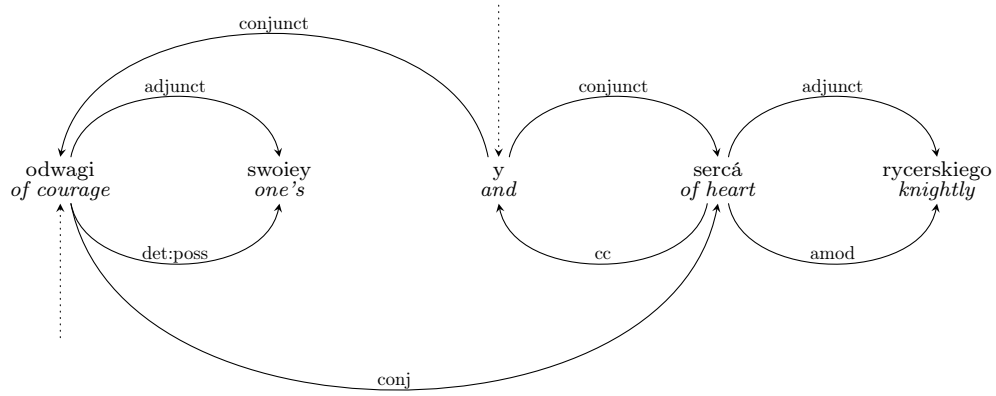 conjunct
adjunct conjunct adjunct
odwagi swoiey y sercá rycerskiego
of courage one's and of heart knightly
det:poss cc amod
conj